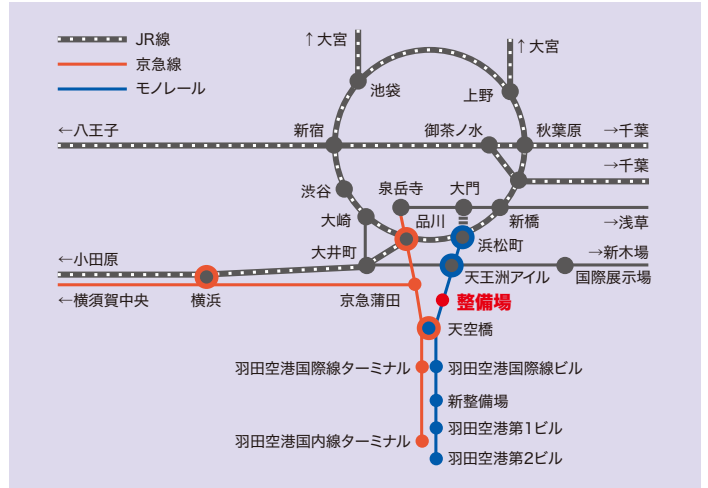 JR線
京急線
モノレール
↑大宮
↑大宮
池袋
上野
←八王子
新宿
御茶ノ水
秋葉原
→千葉
→千葉
渋谷
泉岳寺
大門
大崎
品川
新橋
→浅草
浜松町
大井町
←小田原
→新木場
天王洲アイル
国際展示場
←横須賀中央
横浜
京急蒲田
整備場
天空橋
羽田空港国際線ターミナル
羽田空港国際線ビル
新整備場
羽田空港第1ビル
羽田空港国内線ターミナル
羽田空港第2ビル